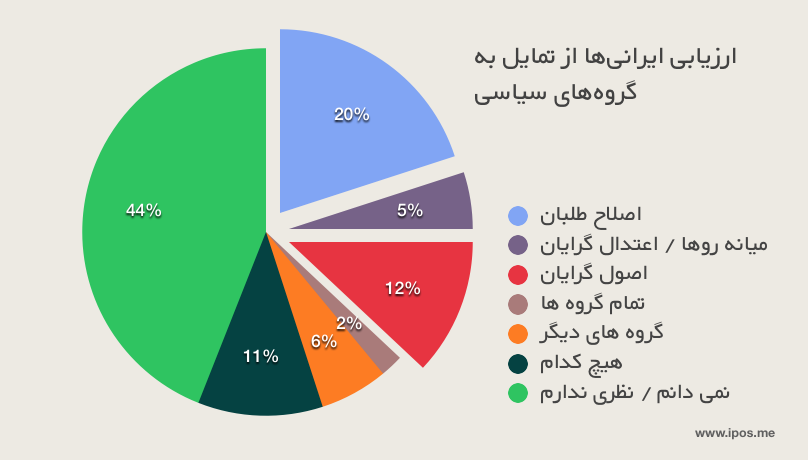 ارزیابی ایرانی‌ها از تمایل به
گروه‌های سیاسی
20%
5%
12%
2%
6%
11%
44%
اصلاح طلبان
میانه روها / اعتدال گرایان
اصول گرایان
تمام گروه ها
گروه های دیگر
هیچ کدام
نمی دانم / نظری ندارم
www.ipos.me